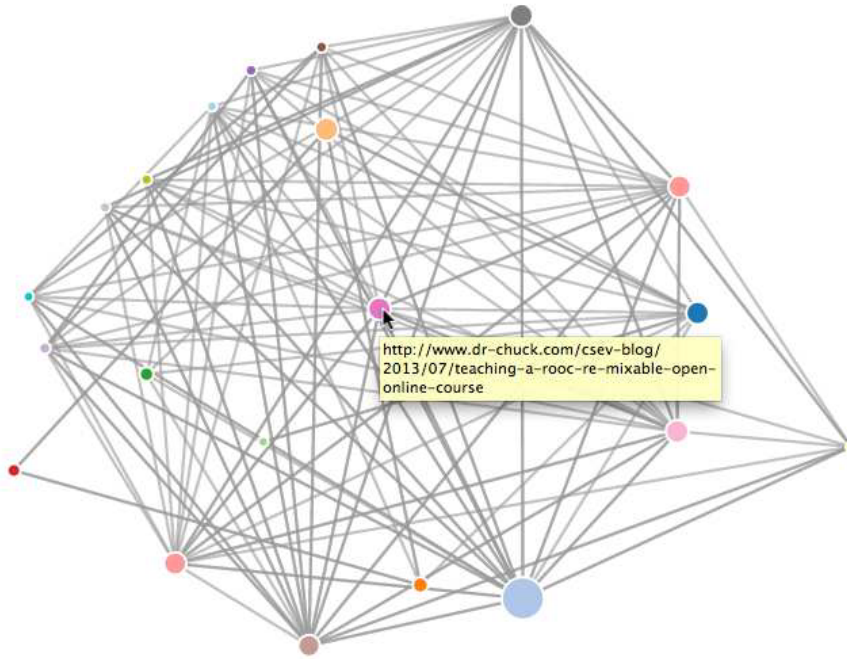 http://www.dr-chuck.com/csev-blog/
2013/07/teaching-a-rooc-re-mixable-open-
online-course